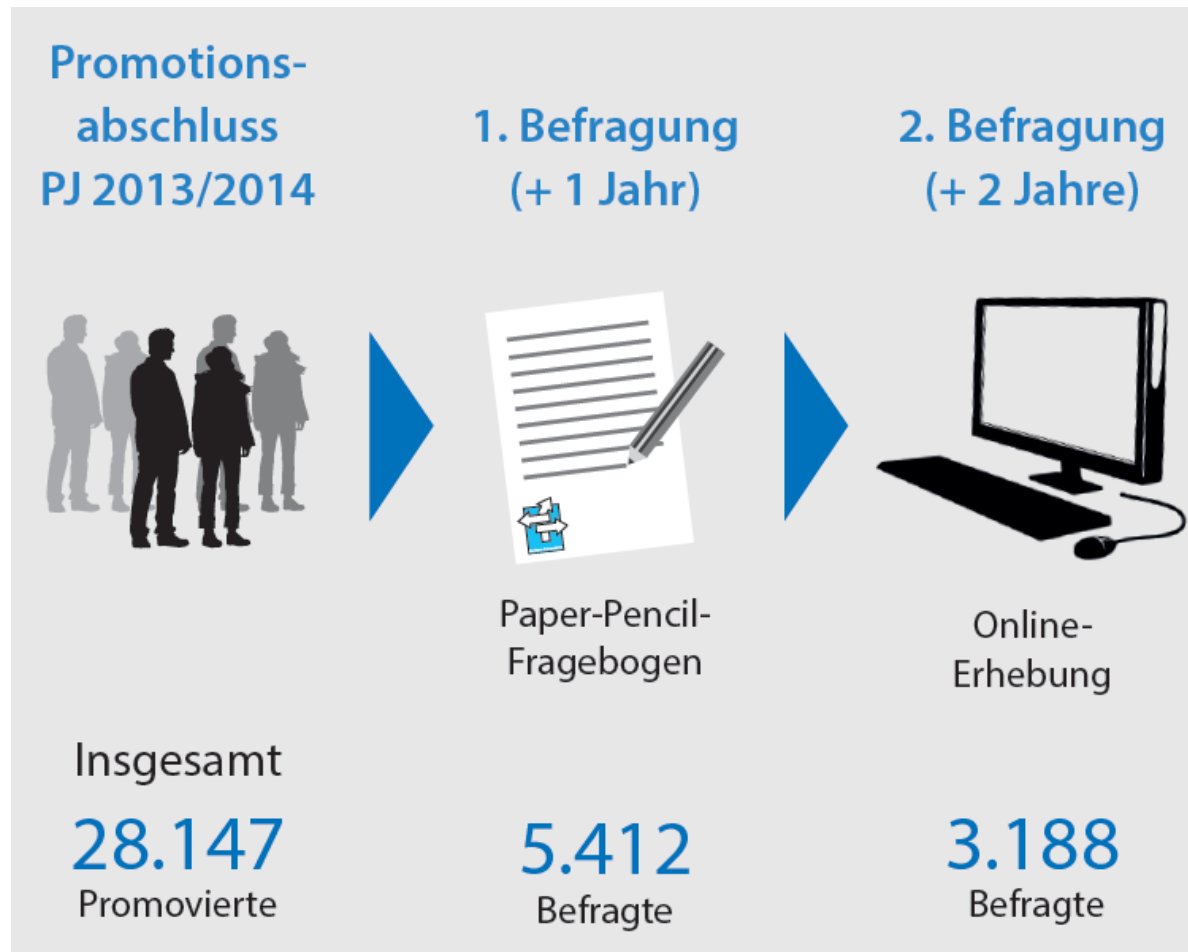 Promotions-
abschluss
PJ 2013/2014
1. Befragung
(+ 1 Jahr)
2. Befragung
(+ 2 Jahre)
Paper-Pencil-
Fragebogen
Online-
Erhebung
Insgesamt
28.147
Promovierte
5.412
Befragte
3.188
Befragte